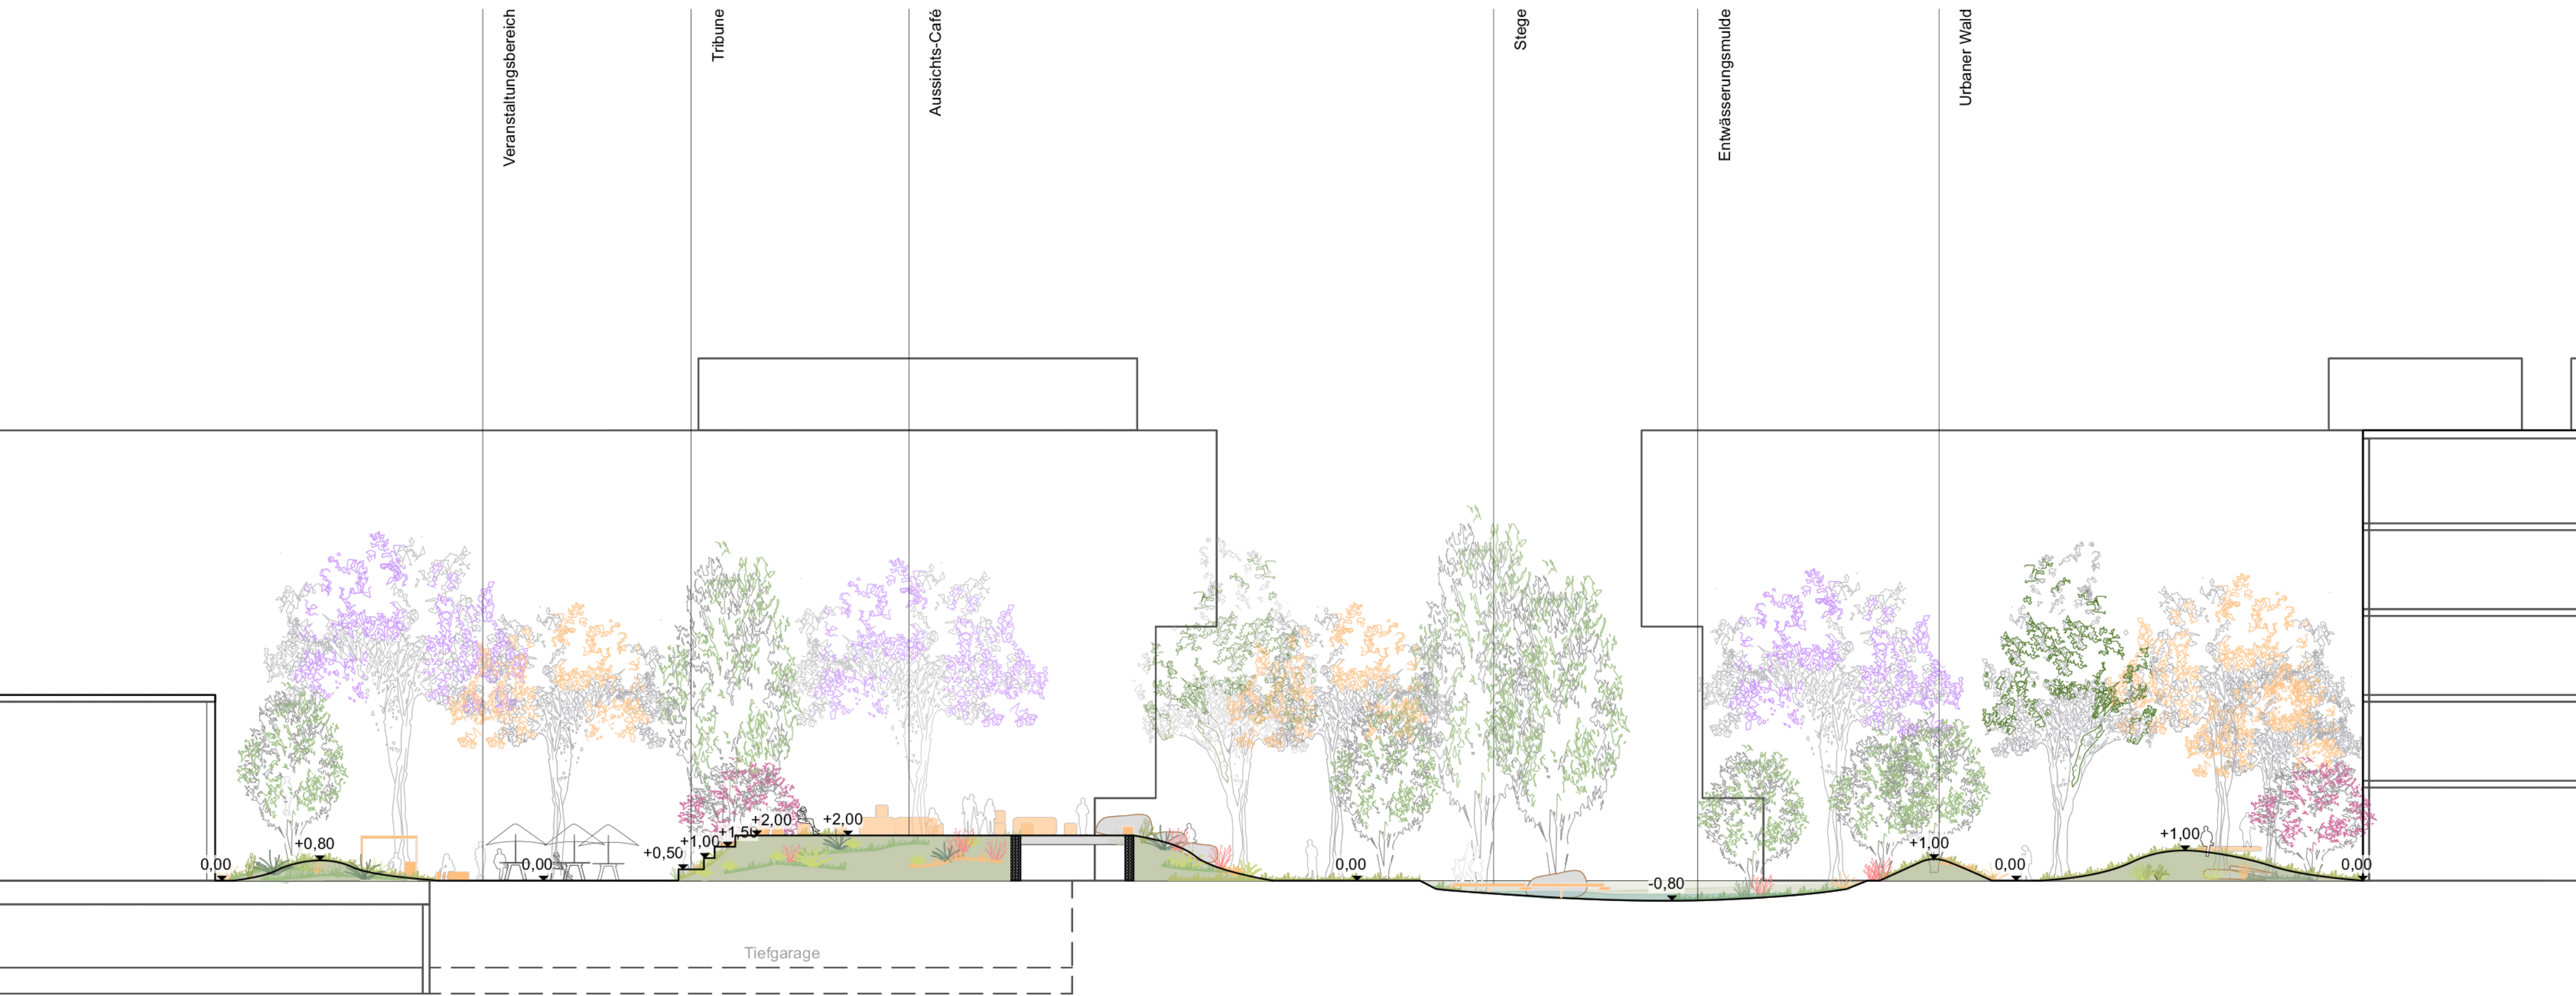 Veranstaltungsbereich
Tribune
Aussichts-Café
Stege
Entwässerungsmulde
Urbaner Wald
0,00
+0,80
0,00
+0,50
+1,00
+1,50
+2,00
+2,00
0,00
-0,80
+1,00
0,00
+1,00
0,00
Tiefgarage